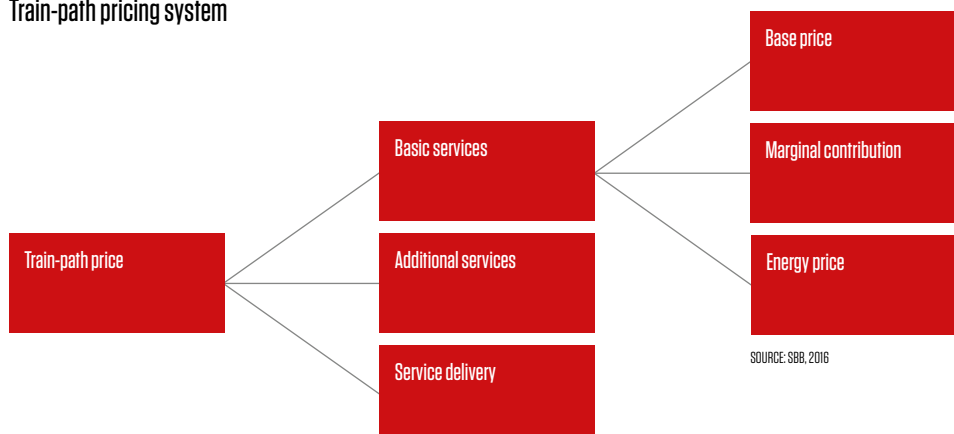 Train-path pricing system
Base price
Basic services
Marginal contribution
Train-path price
Additional services
Energy price
Service delivery
SOURCE: SBB, 2016